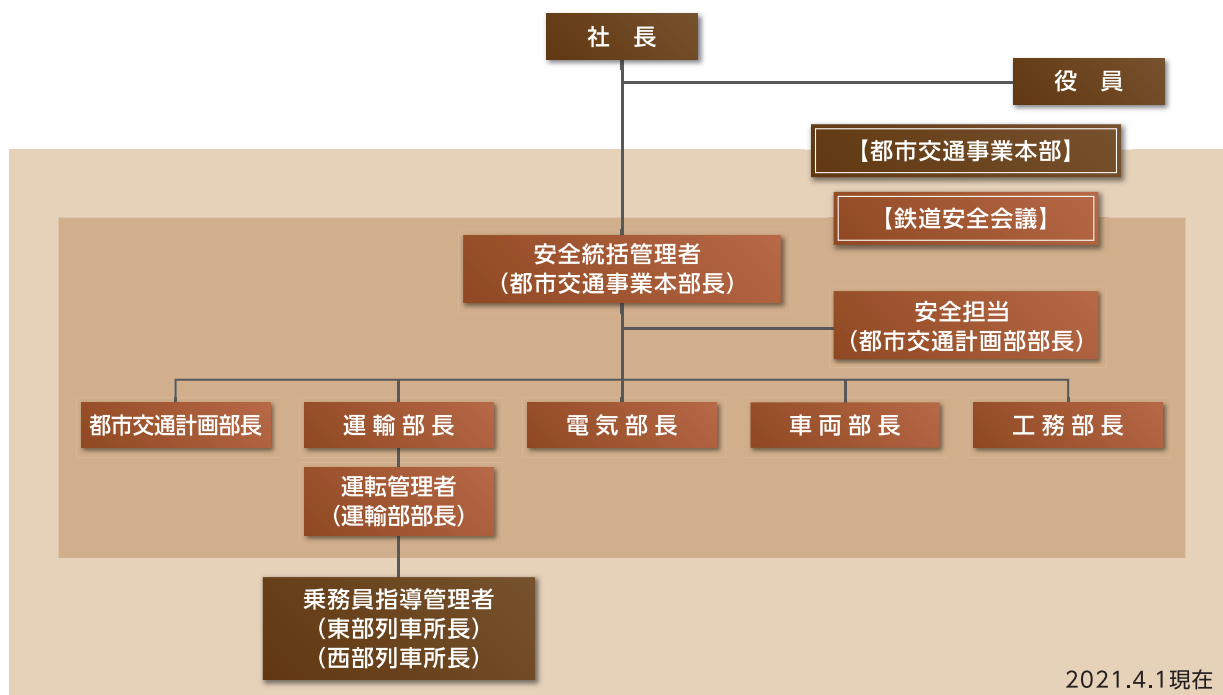 社　長
役　員
【都市交通事業本部】
【鉄道安全会議】
安全統括管理者
（都市交通事業本部長）
安全担当
（都市交通計画部部長）
都市交通計画部長
運 輸 部 長
電 気 部 長
車 両 部 長
工 務 部 長
運転管理者
（運輸部部長）
乗務員指導管理者
（東部列車所長）
（西部列車所長）
2021.4.1現在